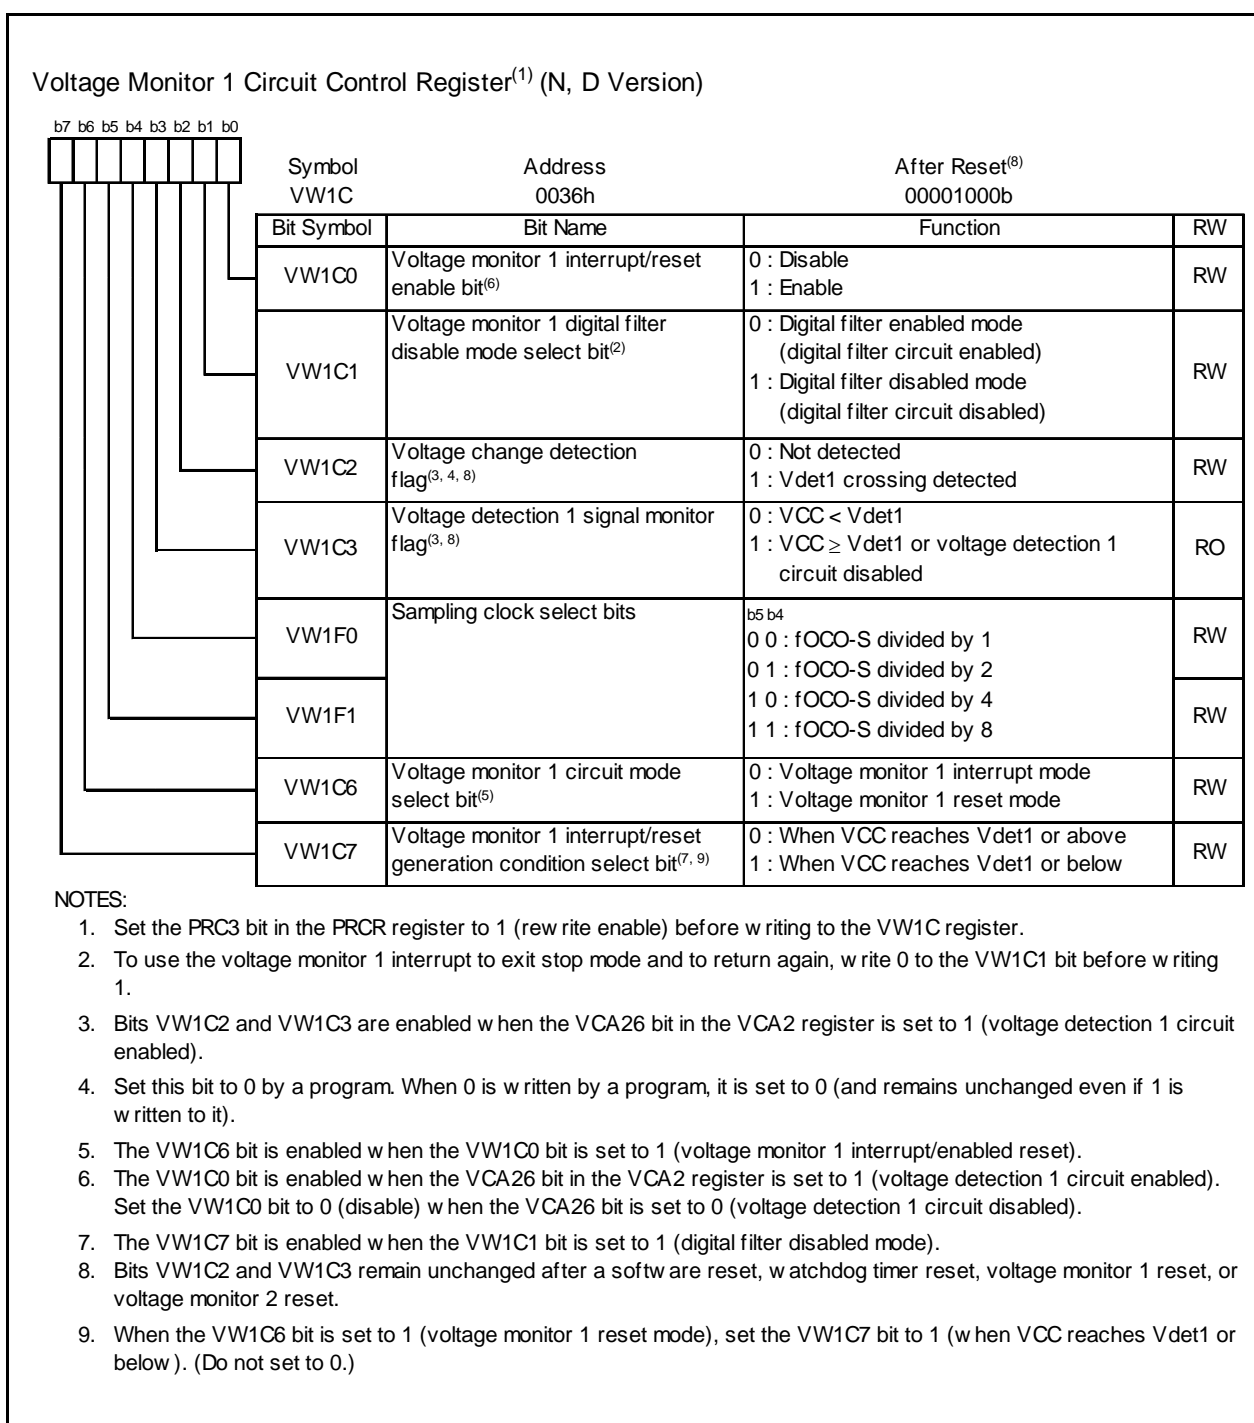 Voltage Monitor 1 Circuit Control Register(1) (N, D Version)
b7 b6 b5 b4 b3 b2 b1 b0
Symbol Address After Reset(8)
VW1C 0036h 00001000b
Bit Symbol Bit Name Function RW
VW1C0 Voltage monitor 1 interrupt/reset 0 : Disable RW
enable bit(6) 1 : Enable
VW1C1 Voltage monitor 1 digital filter 0 : Digital filter enabled mode RW
disable mode select bit(2) (digital filter circuit enabled)
1 : Digital filter disabled mode
(digital filter circuit disabled)
VW1C2 Voltage change detection 0 : Not detected RW
flag(3, 4, 8) 1 : Vdet1 crossing detected
VW1C3 Voltage detection 1 signal monitor 0 : VCC < Vdet1 RO
flag(3, 8) 1 : VCC ≥ Vdet1 or voltage detection 1
circuit disabled
VW1F0 Sampling clock select bits b5 b4 RW
0 0 : fOCO-S divided by 1
0 1 : fOCO-S divided by 2
VW1F1 1 0 : fOCO-S divided by 4 RW
1 1 : fOCO-S divided by 8
VW1C6 Voltage monitor 1 circuit mode 0 : Voltage monitor 1 interrupt mode RW
select bit(5) 1 : Voltage monitor 1 reset mode
VW1C7 Voltage monitor 1 interrupt/reset 0 : When VCC reaches Vdet1 or above RW
generation condition select bit(7, 9) 1 : When VCC reaches Vdet1 or below
NOTES:
1. Set the PRC3 bit in the PRCR register to 1 (rewrite enable) before writing to the VW1C register.
2. To use the voltage monitor 1 interrupt to exit stop mode and to return again, write 0 to the VW1C1 bit before writing
1.
3. Bits VW1C2 and VW1C3 are enabled when the VCA26 bit in the VCA2 register is set to 1 (voltage detection 1 circuit
enabled).
4. Set this bit to 0 by a program. When 0 is written by a program, it is set to 0 (and remains unchanged even if 1 is
written to it).
5. The VW1C6 bit is enabled when the VW1C0 bit is set to 1 (voltage monitor 1 interrupt/enabled reset).
6. The VW1C0 bit is enabled when the VCA26 bit in the VCA2 register is set to 1 (voltage detection 1 circuit enabled).
Set the VW1C0 bit to 0 (disable) when the VCA26 bit is set to 0 (voltage detection 1 circuit disabled).
7. The VW1C7 bit is enabled when the VW1C1 bit is set to 1 (digital filter disabled mode).
8. Bits VW1C2 and VW1C3 remain unchanged after a software reset, watchdog timer reset, voltage monitor 1 reset, or
voltage monitor 2 reset.
9. When the VW1C6 bit is set to 1 (voltage monitor 1 reset mode), set the VW1C7 bit to 1 (when VCC reaches Vdet1 or
below). (Do not set to 0.)